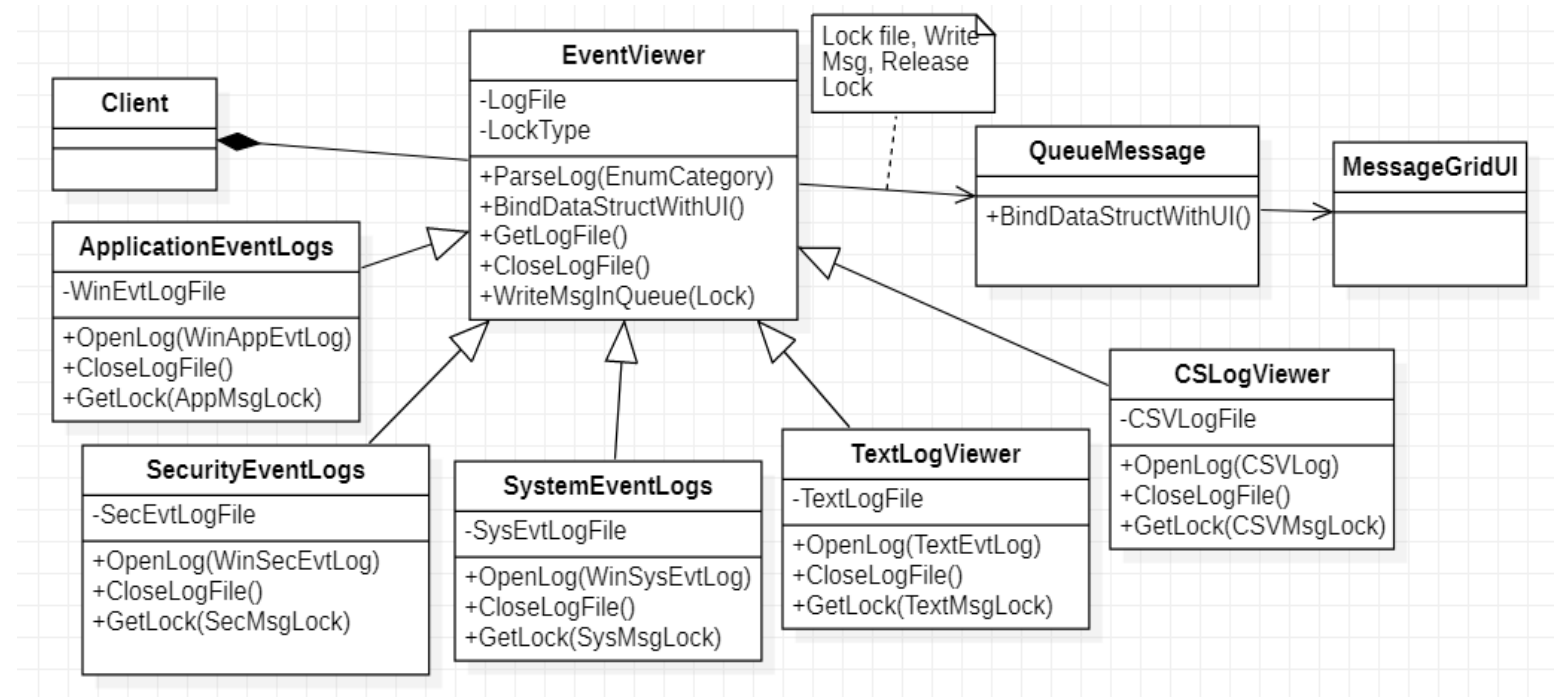 Client
EventViewer
-LogFile
-LockType
+ParseLog(EnumCategory)
+BindDataStructWithUI()
+GetLogFile()
+CloseLogFile()
+WriteMsgInQueue(Lock)
Lock file, Write
Msg, Release
Lock
QueueMessage
+BindDataStructWithUI()
MessageGridUI
ApplicationEventLogs
-WinEvtLogFile
+OpenLog(WinAppEvtLog)
+CloseLogFile()
+GetLock(AppMsgLock)
SecurityEventLogs
-SecEvtLogFile
+OpenLog(WinSecEvtLog)
+CloseLogFile()
+GetLock(SecMsgLock)
SystemEventLogs
-SysEvtLogFile
+OpenLog(WinSysEvtLog)
+CloseLogFile()
+GetLock(SysMsgLock)
TextLogViewer
-TextLogFile
+OpenLog(TextEvtLog)
+CloseLogFile()
+GetLock(TextMsgLock)
CSLogViewer
-CSVLogFile
+OpenLog(CSVLog)
+CloseLogFile()
+GetLock(CSVMsgLock)